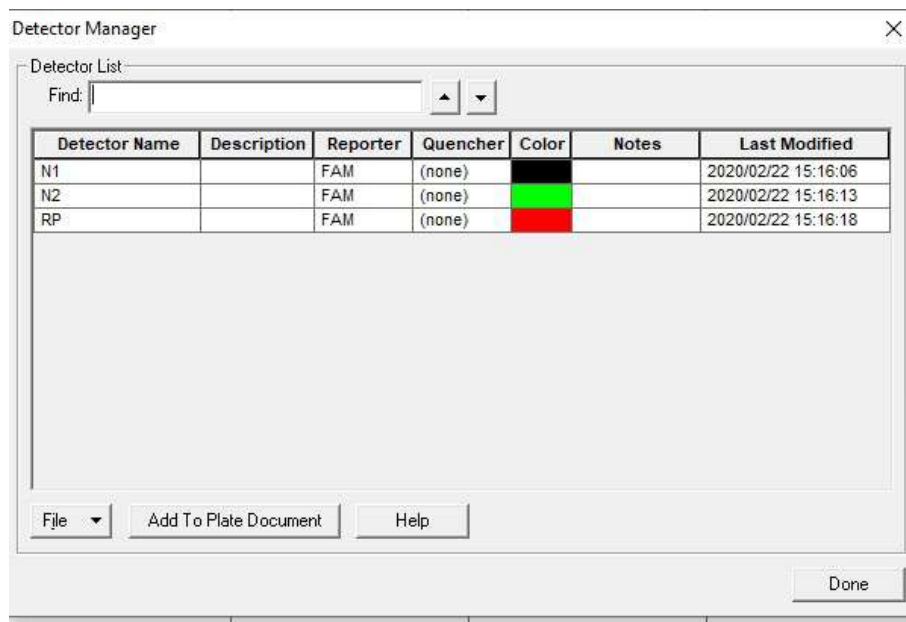 Detector Manager
Detector List
Find:
Detector Name Description Reporter Quencher Color Notes Last Modified
N1 FAM (none) 2020/02/22 15:16:06
N2 FAM (none) 2020/02/22 15:16:13
RP FAM (none) 2020/02/22 15:16:18
File Add To Plate Document Help
Done